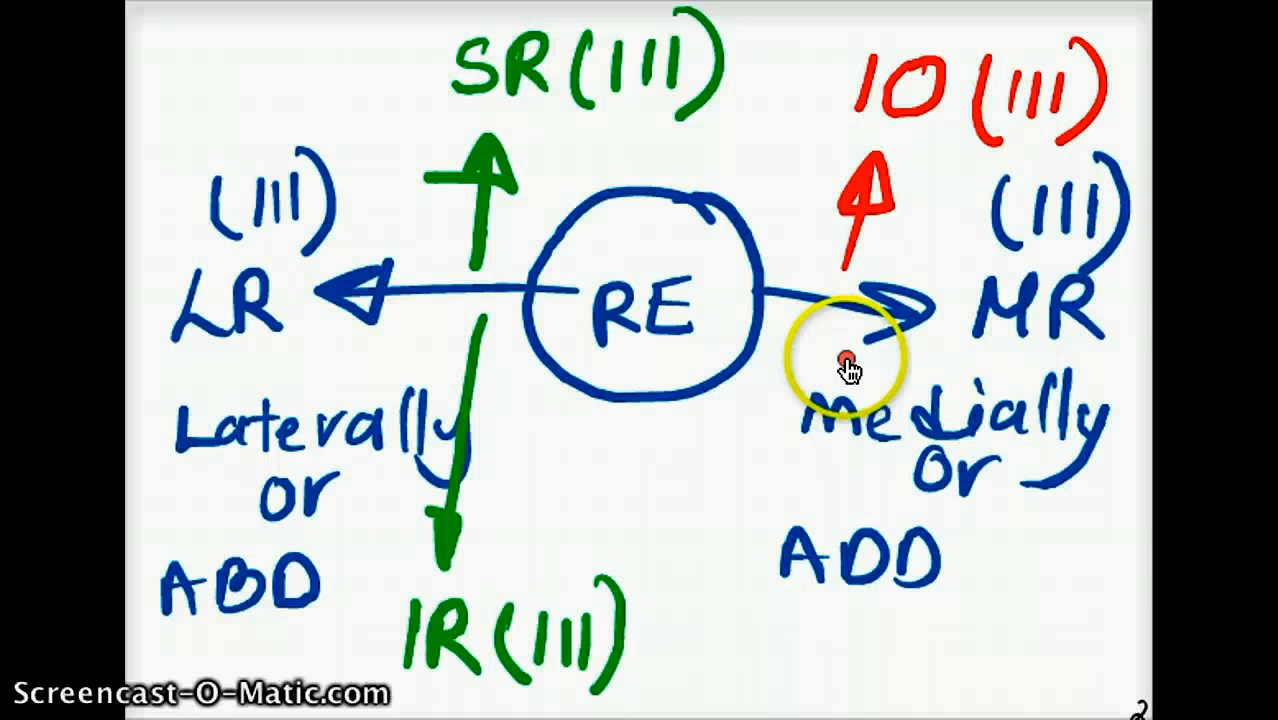 SR (III)
IO (III)
(III)
(III)
LR
RE
MR
Laterally
or
ABD
Medially
or
ADD
IR (III)
Screencast-O-Matic.com
2